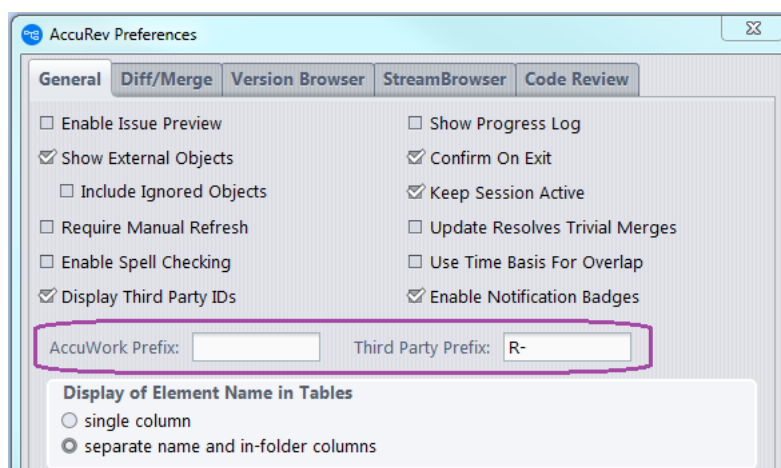 AccuRev Preferences
General Diff/Merge Version Browser StreamBrowser Code Review
Enable Issue Preview Show Progress Log
Show External Objects Confirm On Exit
Include Ignored Objects Keep Session Active
Require Manual Refresh Update Resolves Trivial Merges
Enable Spell Checking Use Time Basis For Overlap
Display Third Party IDs Enable Notification Badges
AccuWork Prefix: Third Party Prefix: R-
Display of Element Name in Tables
single column
separate name and in-folder columns